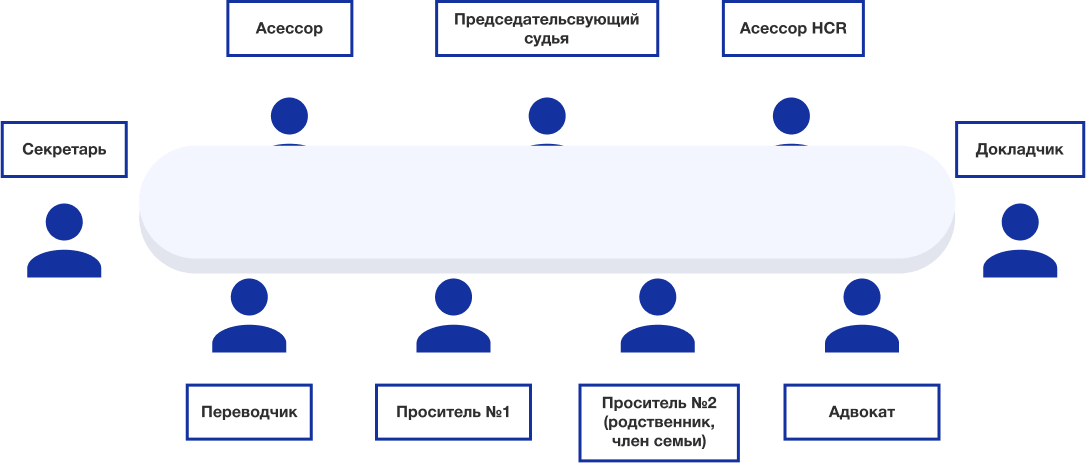 Асессор
Председательсвующий
судья
Асессор HCR
Секретарь
Докладчик
Переводчик
Проситель №1
Проситель №2
(родственник,
член семьи)
Адвокат